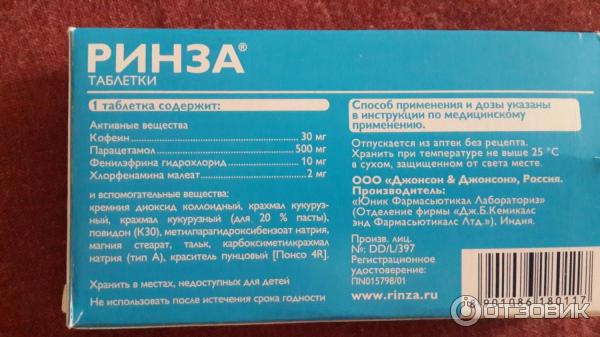 РИНЗА®
ТАБЛЕТКИ
1 таблетка содержит:
Активные вещества
Кофеин 30 мг
Парацетамол 500 мг
Фенилэфрина гидрохлорид 10 мг
Хлорфенамина малеат 2 мг
и вспомогательные вещества:
кремния диоксид коллоидный, крахмал кукуруз-
ный, крахмал кукурузный (для 20 % пасты),
повидон (К30), метилпарагидроксибензоат натрия,
магния стеарат, тальк, карбоксиметилкрахмал
натрия (тип А), краситель пунцовый [Понсо 4R].
Хранить в местах, недоступных для детей
Не использовать после истечения срока годности
Способ применения и дозы указаны
в инструкции по медицинскому
применению.
Отпускается из аптек без рецепта.
Хранить при температуре не выше 25 °С
в сухом, защищенном от света месте.
ООО «Джонсон & Джонсон», Россия.
Производитель:
«Юник Фармасьютикал Лабораториз»
(Отделение фирмы «Дж.Б.Кемикалс
энд Фармасьютикалс Лтд.»), Индия.
Произв. лиц.
№: DD/L/397
Регистрационное
удостоверение:
ПN015798/01
www.rinza.ru
8 901086 180117
ОТЗОВИК